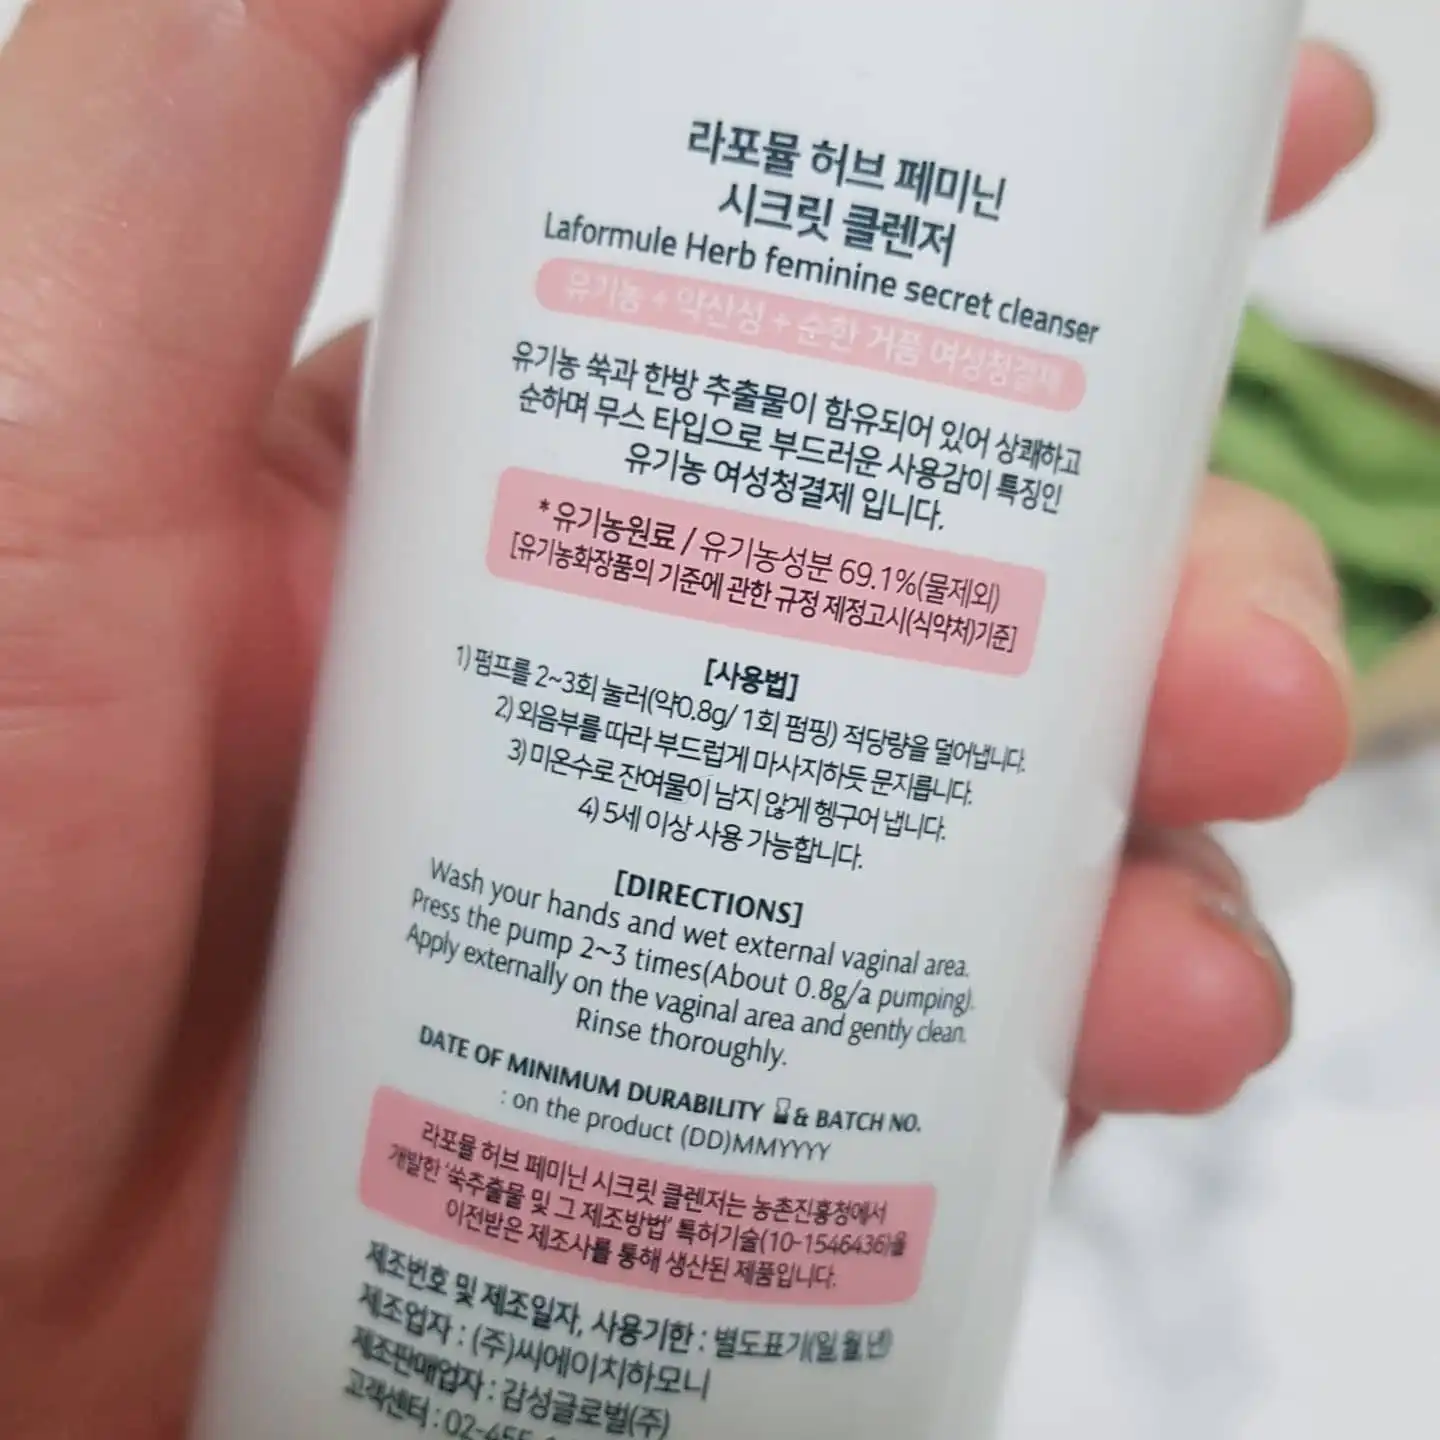 라포뮬 허브 페미닌
시크릿 클렌저
Laformule Herb feminine secret cleanser
유기농 + 약산성 + 순한 거품 여성청결제
유기농 쑥과 한방 추출물이 함유되어 있어 상쾌하고
순하며 무스 타입으로 부드러운 사용감이 특징인
유기농 여성청결제 입니다.
* 유기농원료 / 유기농성분 69.1%(물제외)
[유기농화장품의 기준에 관한 규정 제정고시(식약처)기준]
[사용법]
1) 펌프를 2~3회 눌러(약0.8g/ 1회 펌핑) 적당량을 덜어냅니다.
2) 외음부를 따라 부드럽게 마사지하듯 문지릅니다.
3) 미온수로 잔여물이 남지 않게 헹구어 냅니다.
4) 5세 이상 사용 가능합니다.
[DIRECTIONS]
Wash your hands and wet external vaginal area.
Press the pump 2~3 times(About 0.8g/a pumping).
Apply externally on the vaginal area and gently clean.
Rinse thoroughly.
DATE OF MINIMUM DURABILITY & BATCH NO.
: on the product (DD)MMYYYY
라포뮬 허브 페미닌 시크릿 클렌저는 농촌진흥청에서
개발한 '쑥추출물 및 그 제조방법' 특허기술(10-1546436)을
이전받은 제조사를 통해 생산된 제품입니다.
제조번호 및 제조일자, 사용기한 : 별도표기(일,월,년)
제조업자 : (주)씨에이치하모니
제조판매업자 : 감성글로벌(주)
고객센터 : 02-455-